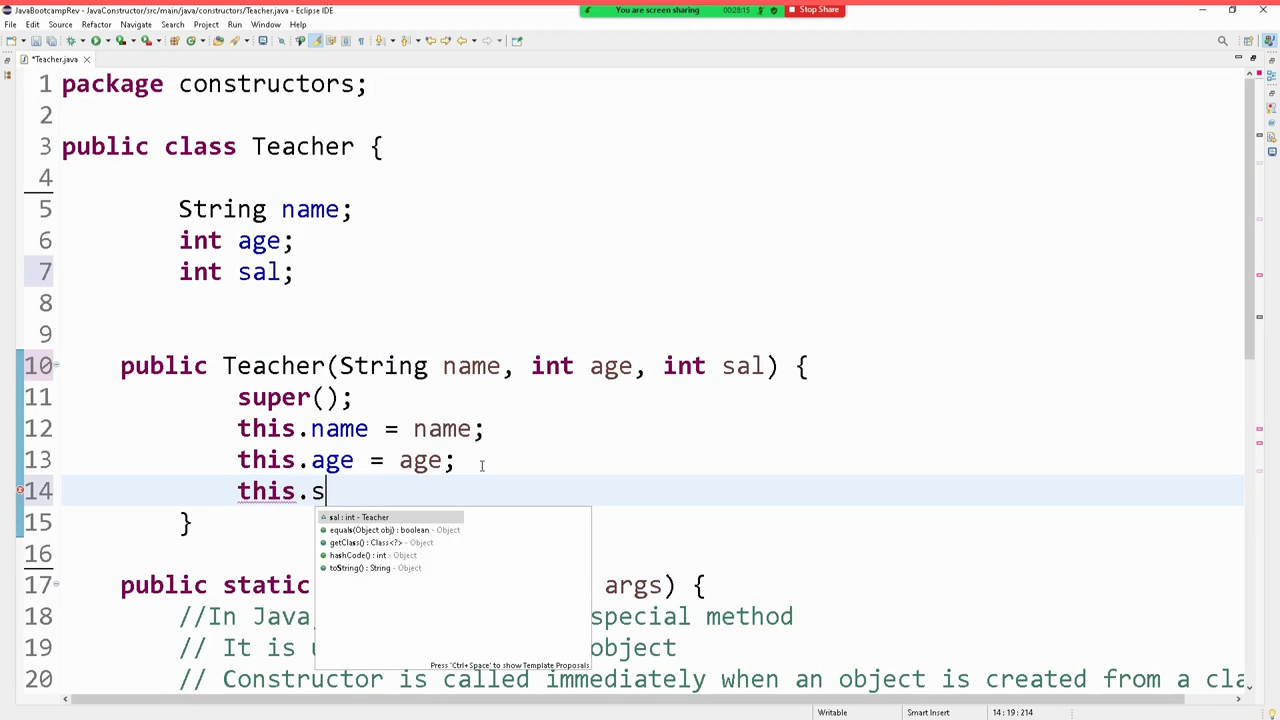 JavaBootcampRev - JavaConstructor/src/main/java/constructors/Teacher.java - Eclipse IDE
You are screen sharing
28:15
Stop Share
File Edit Source Refactor Navigate Search Project Run Window Help
*Teacher.java
1 package constructors;
2
3 public class Teacher {
4
5 String name;
6 int age;
7 int sal;
8
9
10 public Teacher(String name, int age, int sal) {
11 super();
12 this.name = name;
13 this.age = age;
14 this.s
sal : int - Teacher
15 }
equals(Object obj) : boolean - Object
getClass() : Class<?> - Object
16
hashCode() : int - Object
toString() : String - Object
17 public static args) {
18 //In Java, special method
19 // It is u object
Press 'Ctrl+Space' to show Template Proposals
20 // Constructor is called immediately when an object is created from a cla
Writable Smart Insert 14 : 19 : 214